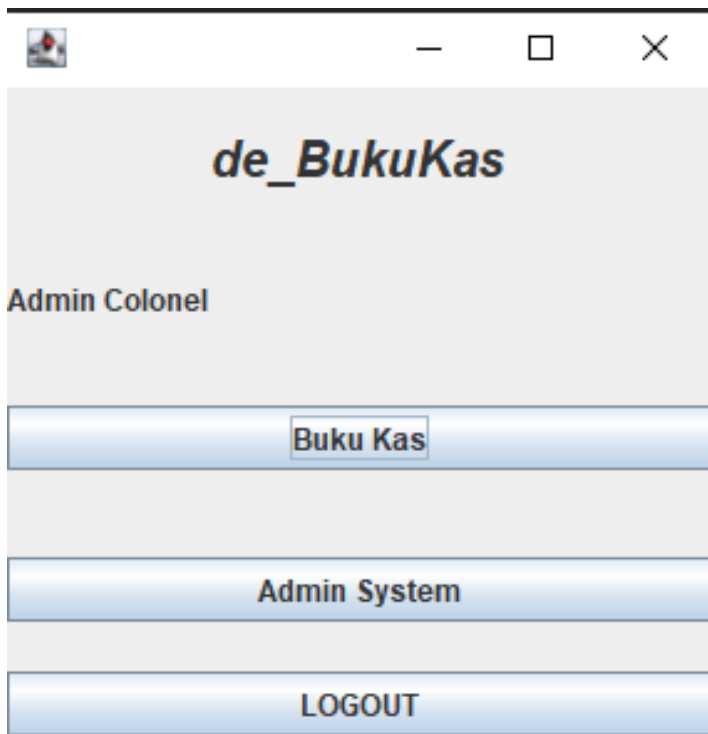 de_BukuKas
Admin Colonel
Buku Kas
Admin System
LOGOUT